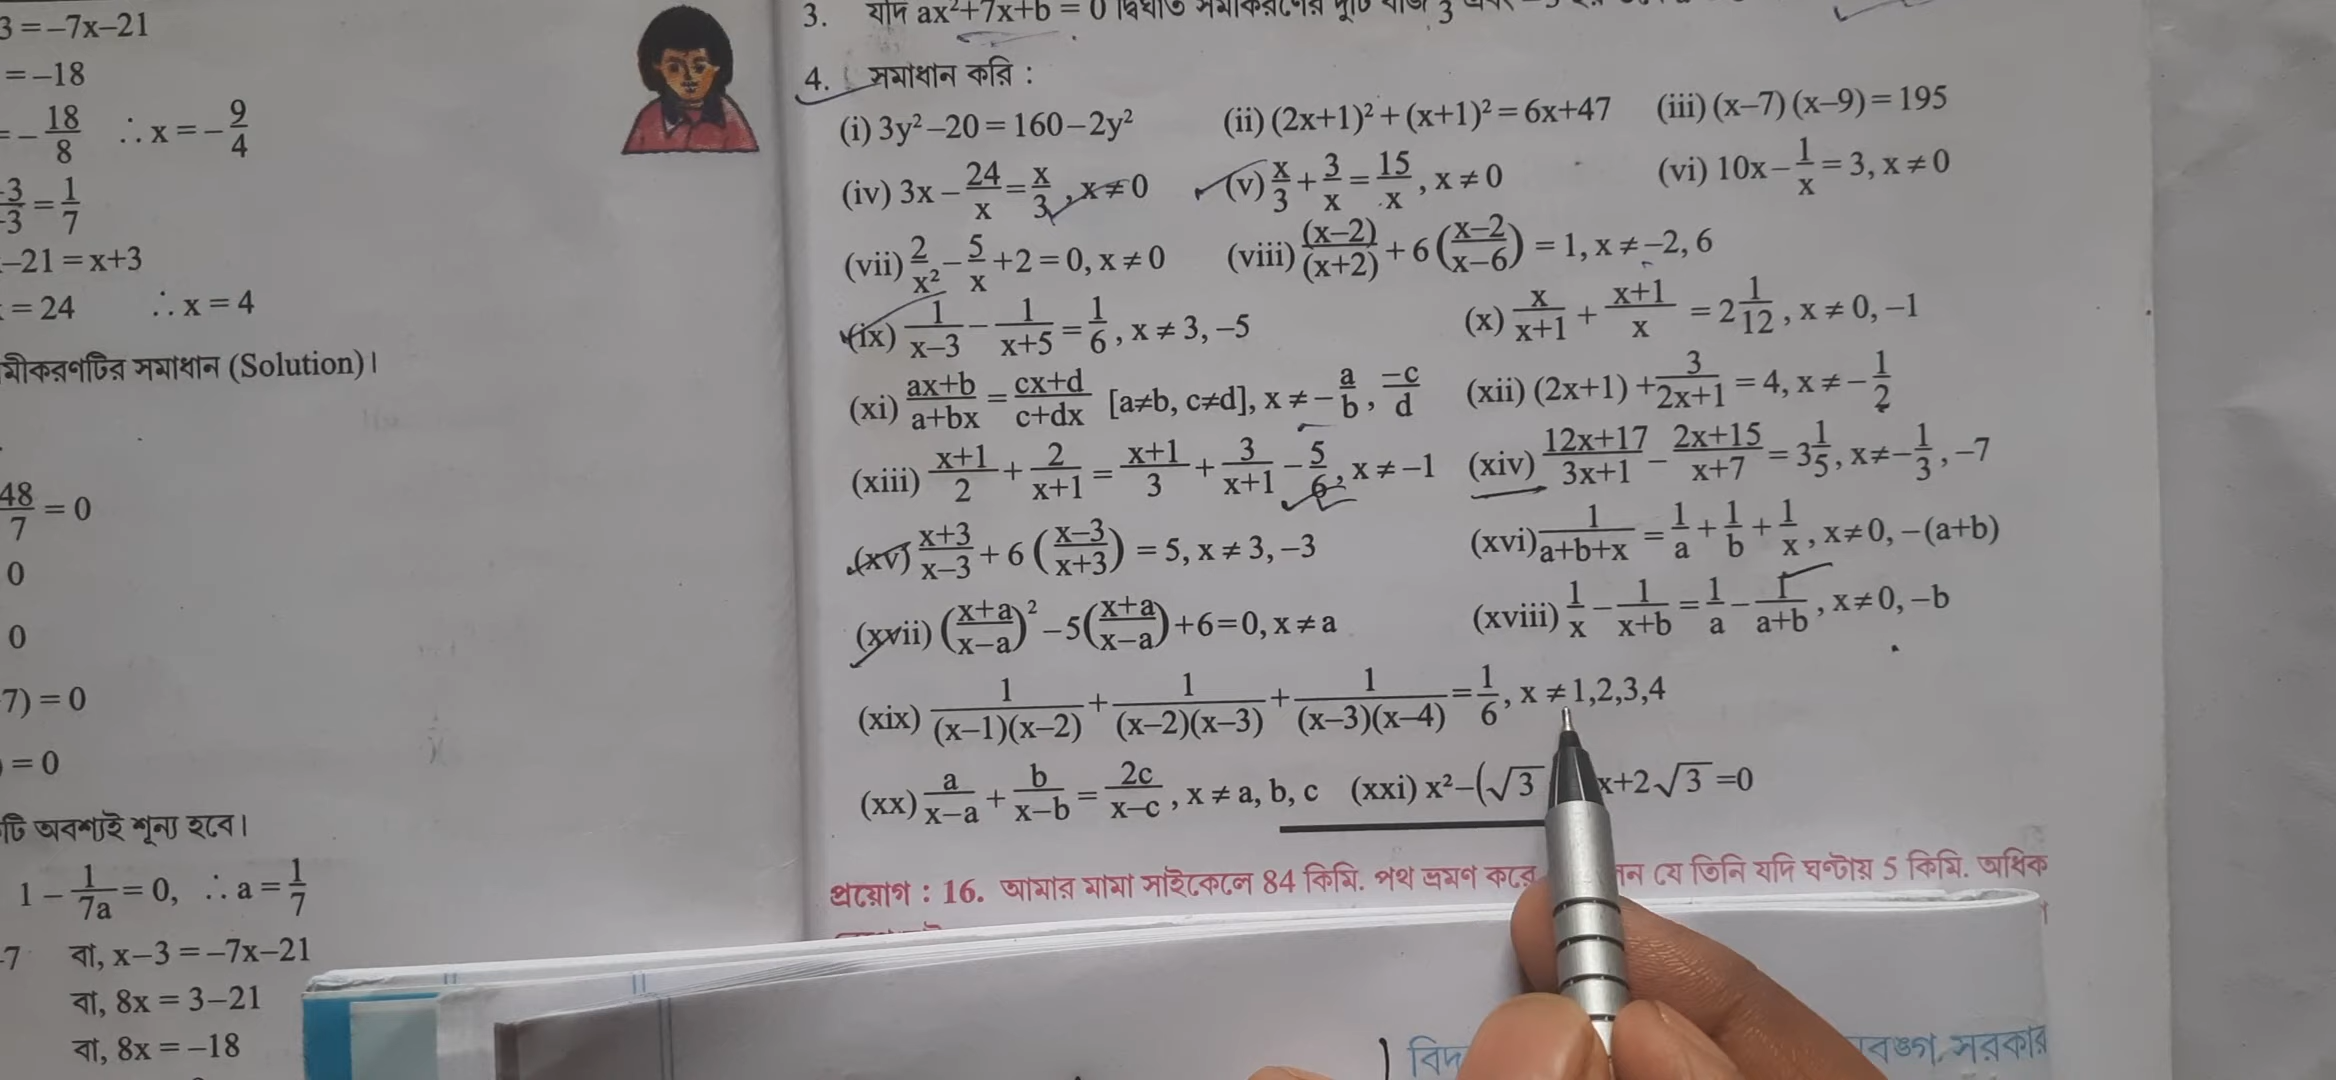 3 = –7x–21
= –18
= – 18/8 ∴ x = – 9/4
–3/–3 = 1/7
–21 = x+3
= 24 ∴ x = 4
মীকরণটির সমাধান (Solution)।
48/7 = 0
0
0
7) = 0
) = 0
টি অবশ্যই শূন্য হবে।
1 – 1/7a = 0, ∴ a = 1/7
-7 বা, x–3 = –7x–21
বা, 8x = 3–21
বা, 8x = –18
3. যদি ax²+7x+b = 0 দ্বিঘাত সমীকরণের দুটি বীজ 3
4. সমাধান করি :
(i) 3y²–20 = 160–2y² (ii) (2x+1)² + (x+1)² = 6x+47 (iii) (x–7) (x–9) = 195
(iv) 3x – 24/x = x/3, x ≠ 0 (v) x/3 + 3/x = 15/x, x ≠ 0 (vi) 10x – 1/x = 3, x ≠ 0
(vii) 2/x² – 5/x + 2 = 0, x ≠ 0 (viii) (x–2)/(x+2) + 6 (x–2/x–6) = 1, x ≠ –2, 6
(ix) 1/x–3 – 1/x+5 = 1/6, x ≠ 3, –5 (x) x/x+1 + x+1/x = 2 1/12, x ≠ 0, –1
(xi) ax+b/a+bx = cx+d/c+dx [a≠b, c≠d], x ≠ – a/b, –c/d (xii) (2x+1) + 3/2x+1 = 4, x ≠ – 1/2
(xiii) x+1/2 + 2/x+1 = x+1/3 + 3/x+1 – 5/6, x ≠ –1 (xiv) 12x+17/3x+1 – 2x+15/x+7 = 3 1/5, x≠ – 1/3, –7
(xv) x+3/x–3 + 6 (x–3/x+3) = 5, x ≠ 3, –3 (xvi) 1/a+b+x = 1/a + 1/b + 1/x, x≠0, –(a+b)
(xvii) (x+a/x–a)² – 5(x+a/x–a) + 6=0, x ≠ a (xviii) 1/x – 1/x+b = 1/a – 1/a+b, x≠0, –b
(xix) 1/(x–1)(x–2) + 1/(x–2)(x–3) + 1/(x–3)(x–4) = 1/6, x ≠ 1,2,3,4
(xx) a/x–a + b/x–b = 2c/x–c, x ≠ a, b, c (xxi) x²–(√3 x+2√3 =0
প্রয়োগ : 16. আমার মামা সাইকেলে 84 কিমি. পথ ভ্রমণ করে ন যে তিনি যদি ঘণ্টায় 5 কিমি. অধিক